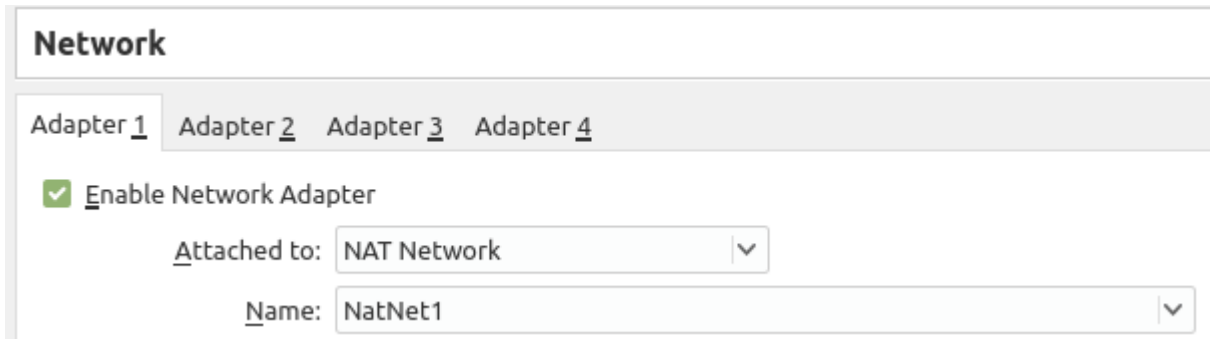 Network
Adapter 1 Adapter 2 Adapter 3 Adapter 4
Enable Network Adapter
Attached to: NAT Network
Name: NatNet1